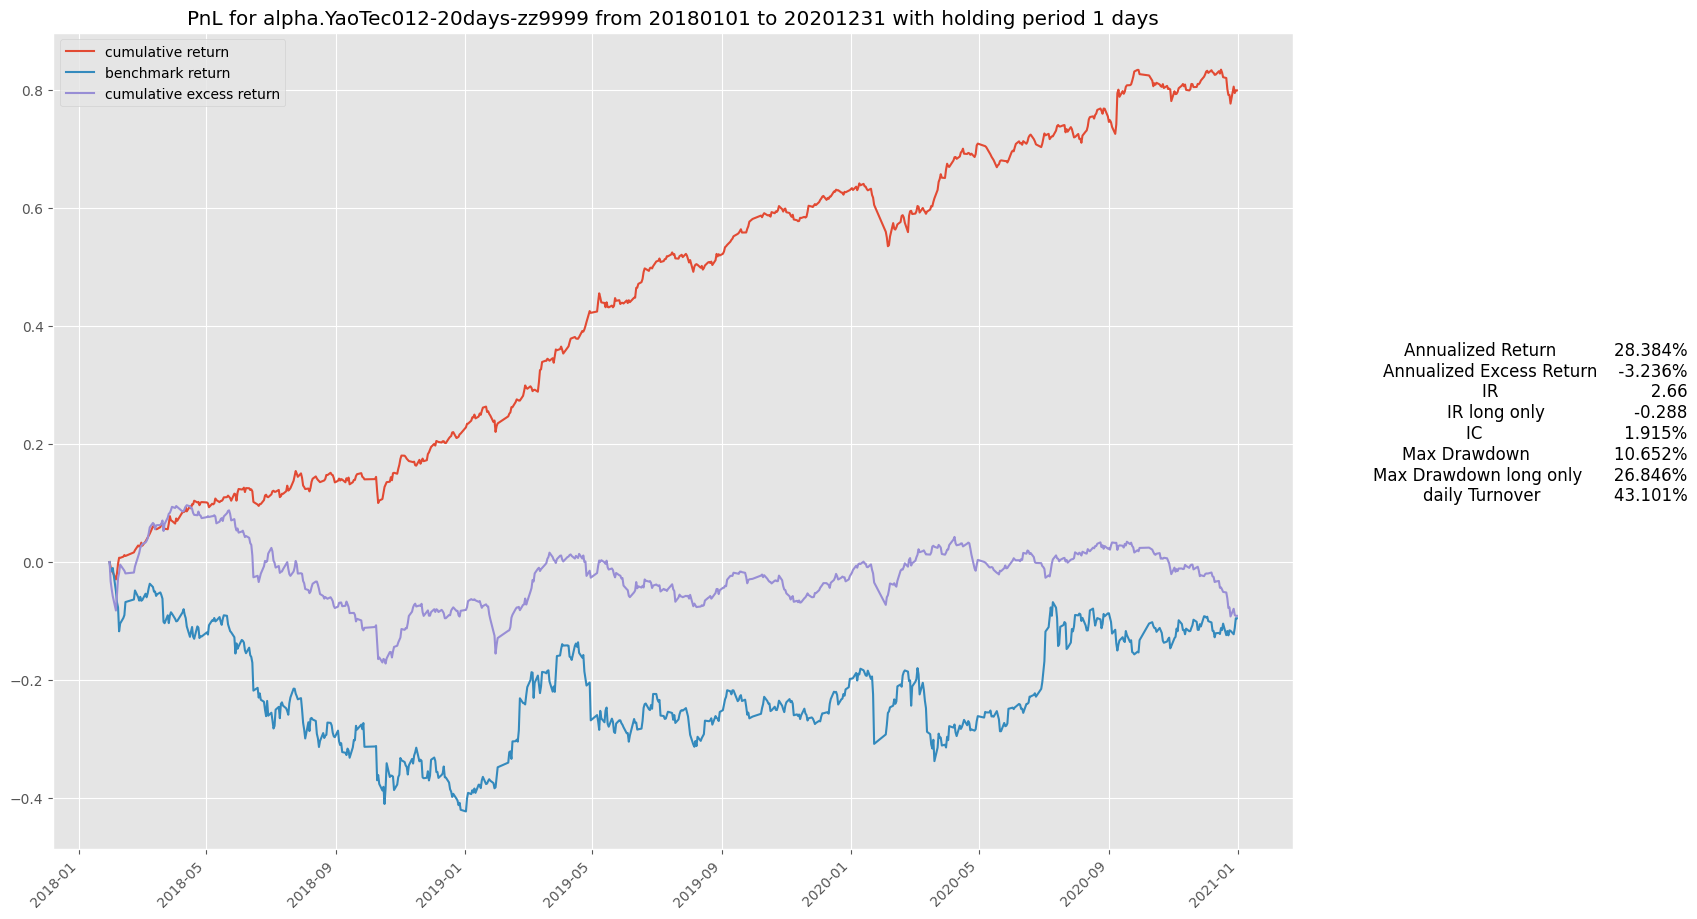 PnL for alpha.YaoTec012-20days-zz9999 from 20180101 to 20201231 with holding period 1 days
cumulative return
benchmark return
cumulative excess return
0.8
0.6
0.4
0.2
0.0
−0.2
−0.4
2018-01
2018-05
2018-09
2019-01
2019-05
2019-09
2020-01
2020-05
2020-09
2021-01
Annualized Return 28.384%
Annualized Excess Return -3.236%
IR 2.66
IR long only -0.288
IC 1.915%
Max Drawdown 10.652%
Max Drawdown long only 26.846%
daily Turnover 43.101%